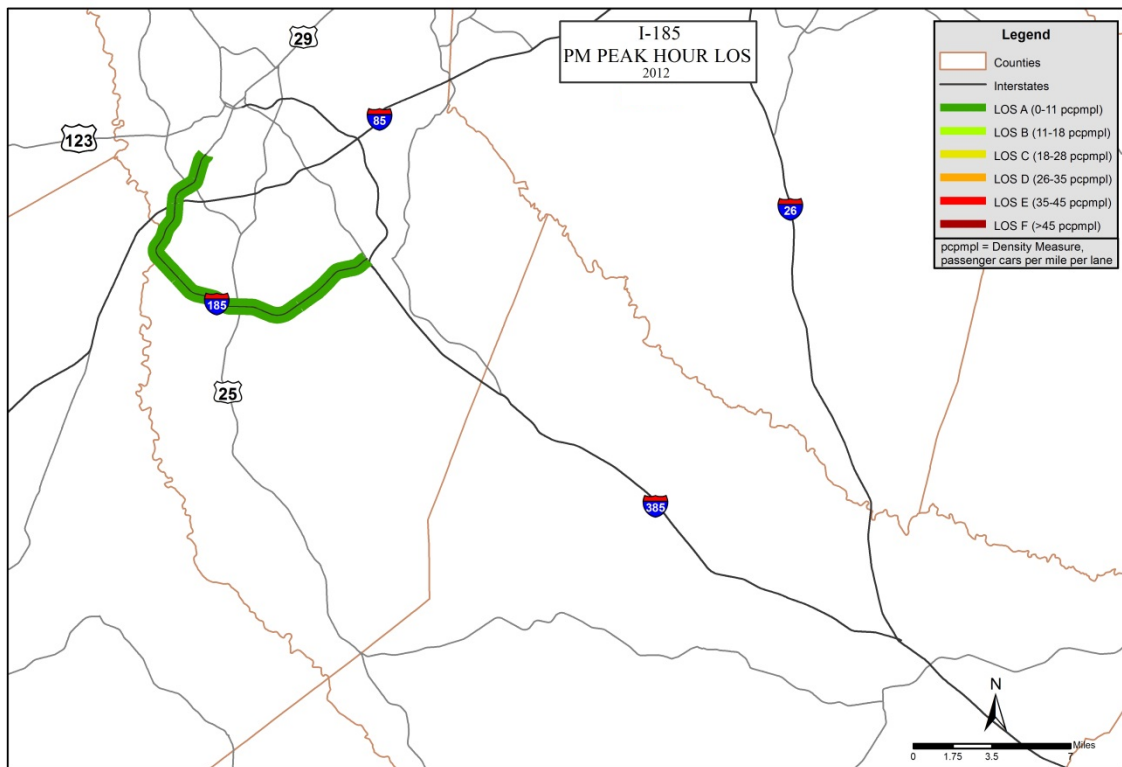 I-185
PM PEAK HOUR LOS
2012
Legend
Counties
Interstates
LOS A (0-11 pcpmpl)
LOS B (11-18 pcpmpl)
LOS C (18-28 pcpmpl)
LOS D (26-35 pcpmpl)
LOS E (35-45 pcpmpl)
LOS F (>45 pcpmpl)
pcpmpl = Density Measure,
passenger cars per mile per lane
29
85
123
26
185
25
385
N
Miles
0 1.75 3.5 7